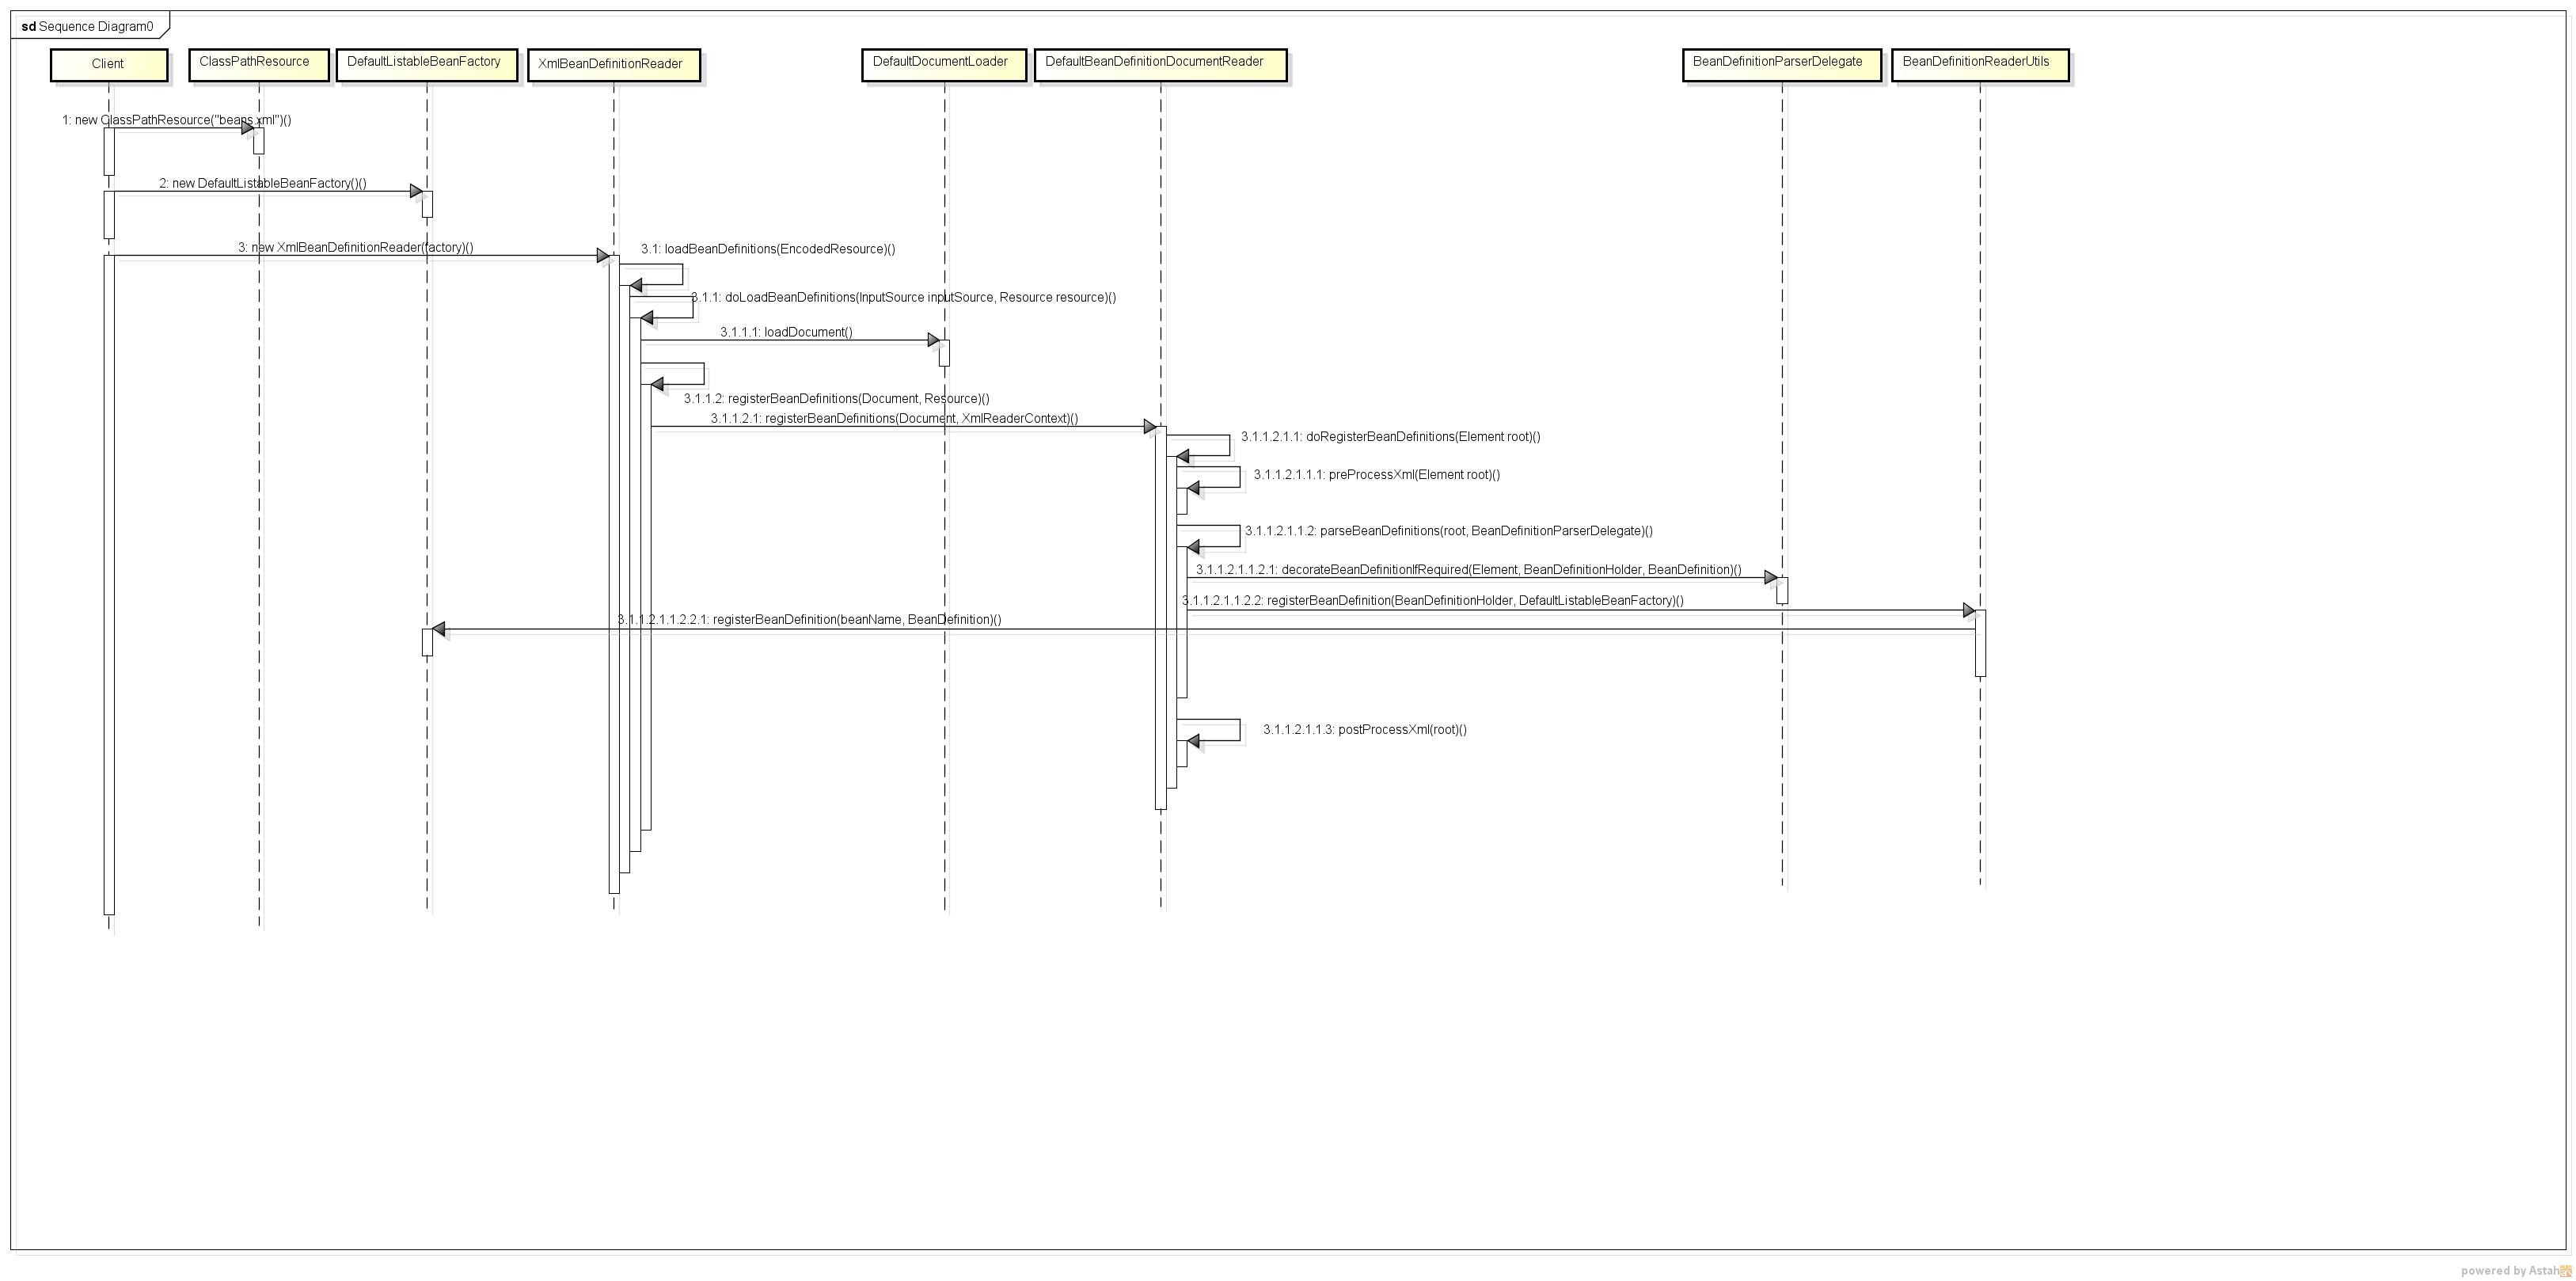 sd Sequence Diagram0
Client
ClassPathResource
DefaultListableBeanFactory
XmlBeanDefinitionReader
DefaultDocumentLoader
DefaultBeanDefinitionDocumentReader
BeanDefinitionParserDelegate
BeanDefinitionReaderUtils
1: new ClassPathResource("beans.xml")()
2: new DefaultListableBeanFactory()()
3: new XmlBeanDefinitionReader(factory)()
3.1: loadBeanDefinitions(EncodedResource)()
3.1.1: doLoadBeanDefinitions(InputSource inputSource, Resource resource)()
3.1.1.1: loadDocument()
3.1.1.2: registerBeanDefinitions(Document, Resource)()
3.1.1.2.1: registerBeanDefinitions(Document, XmlReaderContext)()
3.1.1.2.1.1: doRegisterBeanDefinitions(Element root)()
3.1.1.2.1.1.1: preProcessXml(Element root)()
3.1.1.2.1.1.2: parseBeanDefinitions(root, BeanDefinitionParserDelegate)()
3.1.1.2.1.1.2.1: decorateBeanDefinitionIfRequired(Element, BeanDefinitionHolder, BeanDefinition)()
3.1.1.2.1.1.2.2: registerBeanDefinition(BeanDefinitionHolder, DefaultListableBeanFactory)()
3.1.1.2.1.1.2.2.1: registerBeanDefinition(beanName, BeanDefinition)()
3.1.1.2.1.1.3: postProcessXml(root)()
powered by Astah